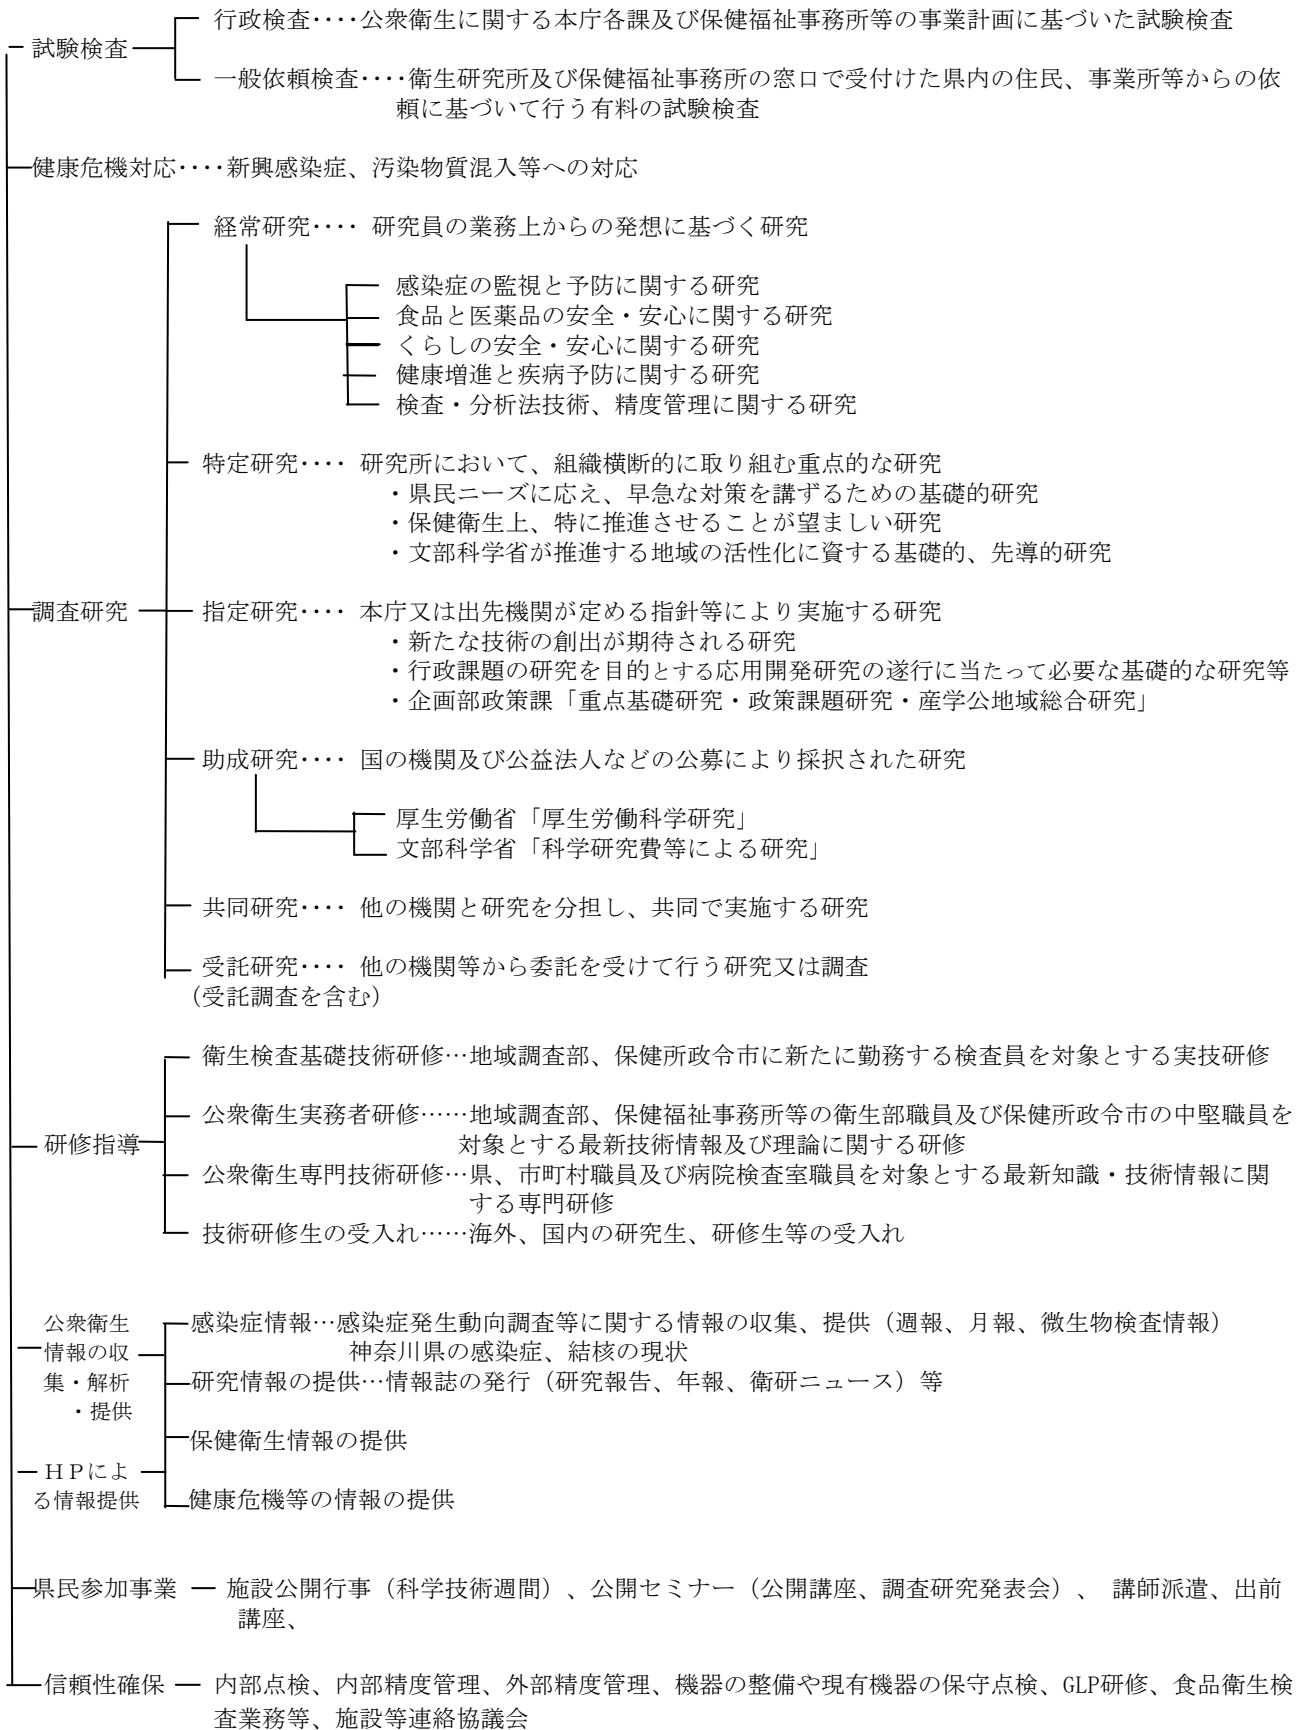 行政検査････公衆衛生に関する本庁各課及び保健福祉事務所等の事業計画に基づいた試験検査
試験検査
一般依頼検査････衛生研究所及び保健福祉事務所の窓口で受付けた県内の住民、事業所等からの依
頼に基づいて行う有料の試験検査
健康危機対応････新興感染症、汚染物質混入等への対応
経常研究････ 研究員の業務上からの発想に基づく研究
感染症の監視と予防に関する研究
食品と医薬品の安全・安心に関する研究
くらしの安全・安心に関する研究
健康増進と疾病予防に関する研究
検査・分析法技術、精度管理に関する研究
特定研究････ 研究所において、組織横断的に取り組む重点的な研究
・県民ニーズに応え、早急な対策を講ずるための基礎的研究
・保健衛生上、特に推進させることが望ましい研究
・文部科学省が推進する地域の活性化に資する基礎的、先導的研究
調査研究
指定研究････ 本庁又は出先機関が定める指針等により実施する研究
・新たな技術の創出が期待される研究
・行政課題の研究を目的とする応用開発研究の遂行に当たって必要な基礎的な研究等
・企画部政策課「重点基礎研究・政策課題研究・産学公地域総合研究」
助成研究････ 国の機関及び公益法人などの公募により採択された研究
厚生労働省「厚生労働科学研究」
文部科学省「科学研究費等による研究」
共同研究････ 他の機関と研究を分担し、共同で実施する研究
受託研究････ 他の機関等から委託を受けて行う研究又は調査
(受託調査を含む)
衛生検査基礎技術研修…地域調査部、保健所政令市に新たに勤務する検査員を対象とする実技研修
公衆衛生実務者研修……地域調査部、保健福祉事務所等の衛生部職員及び保健所政令市の中堅職員を
研修指導
対象とする最新技術情報及び理論に関する研修
公衆衛生専門技術研修…県、市町村職員及び病院検査室職員を対象とする最新知識・技術情報に関
する専門研修
技術研修生の受入れ……海外、国内の研究生、研修生等の受入れ
公衆衛生
情報の収
集・解析
・提供
感染症情報…感染症発生動向調査等に関する情報の収集、提供（週報、月報、微生物検査情報）
神奈川県の感染症、結核の現状
研究情報の提供…情報誌の発行（研究報告、年報、衛研ニュース）等
保健衛生情報の提供
ＨＰによ
る情報提供
健康危機等の情報の提供
県民参加事業
施設公開行事（科学技術週間）、公開セミナー（公開講座、調査研究発表会）、 講師派遣、出前
講座、
信頼性確保
内部点検、内部精度管理、外部精度管理、機器の整備や現有機器の保守点検、GLP研修、食品衛生検
査業務等、施設等連絡協議会